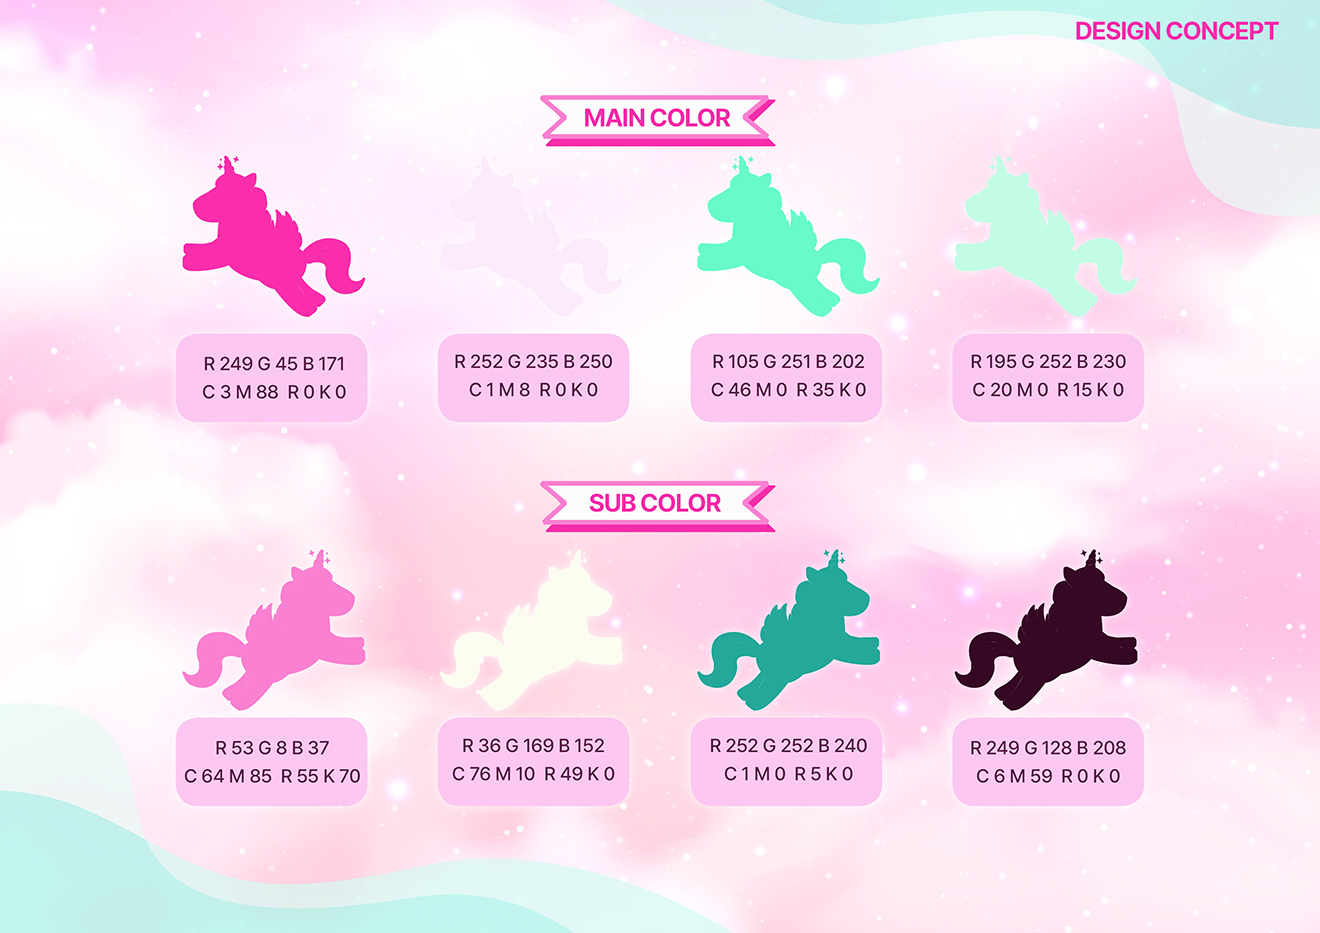 DESIGN CONCEPT
MAIN COLOR
R 249 G 45 B 171
C 3 M 88 R 0 K 0
R 252 G 235 B 250
C 1 M 8 R 0 K 0
R 105 G 251 B 202
C 46 M 0 R 35 K 0
R 195 G 252 B 230
C 20 M 0 R 15 K 0
SUB COLOR
R 53 G 8 B 37
C 64 M 85 R 55 K 70
R 36 G 169 B 152
C 76 M 10 R 49 K 0
R 252 G 252 B 240
C 1 M 0 R 5 K 0
R 249 G 128 B 208
C 6 M 59 R 0 K 0